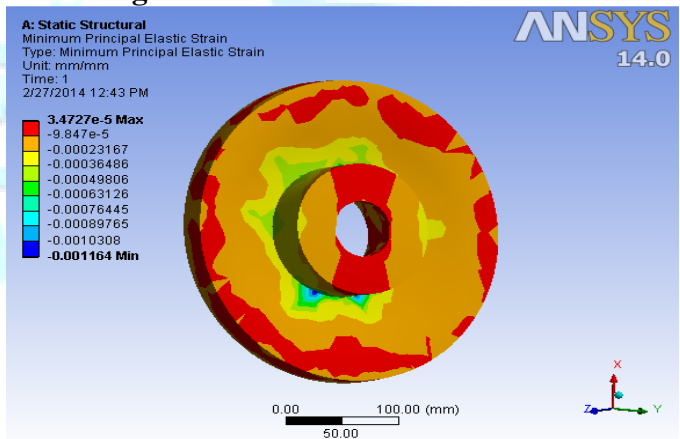 A: Static Structural
Minimum Principal Elastic Strain
Type: Minimum Principal Elastic Strain
Unit: mm/mm
Time: 1
2/27/2014 12:43 PM
ANSYS
14.0
3.4727e-5 Max
-9.847e-5
-0.00023167
-0.00036486
-0.00049806
-0.00063126
-0.00076445
-0.00089765
-0.0010308
-0.001164 Min
0.00
100.00 (mm)
50.00
X
Z
Y